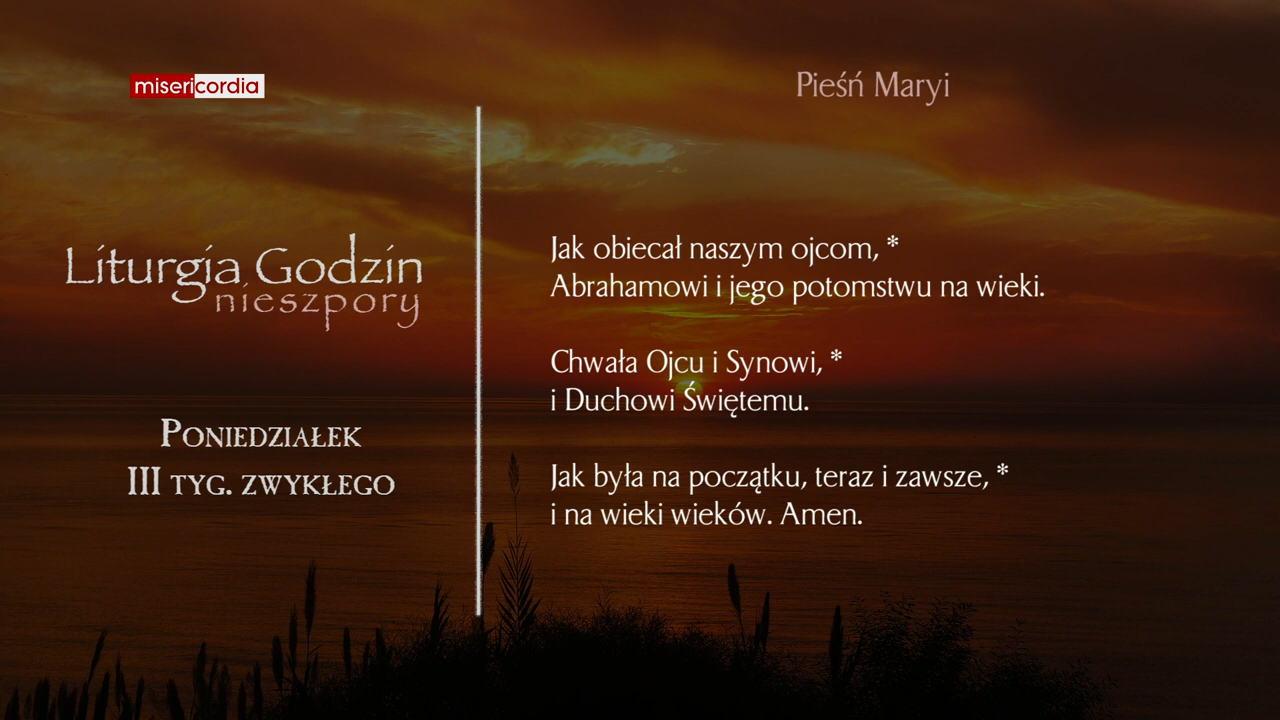 misericordia
Pieśń Maryi
Liturgia Godzin
nieszpory
Poniedziałek
III tyg. zwykłego
Jak obiecał naszym ojcom, *
Abrahamowi i jego potomstwu na wieki.
Chwała Ojcu i Synowi, *
i Duchowi Świętemu.
Jak była na początku, teraz i zawsze, *
i na wieki wieków. Amen.